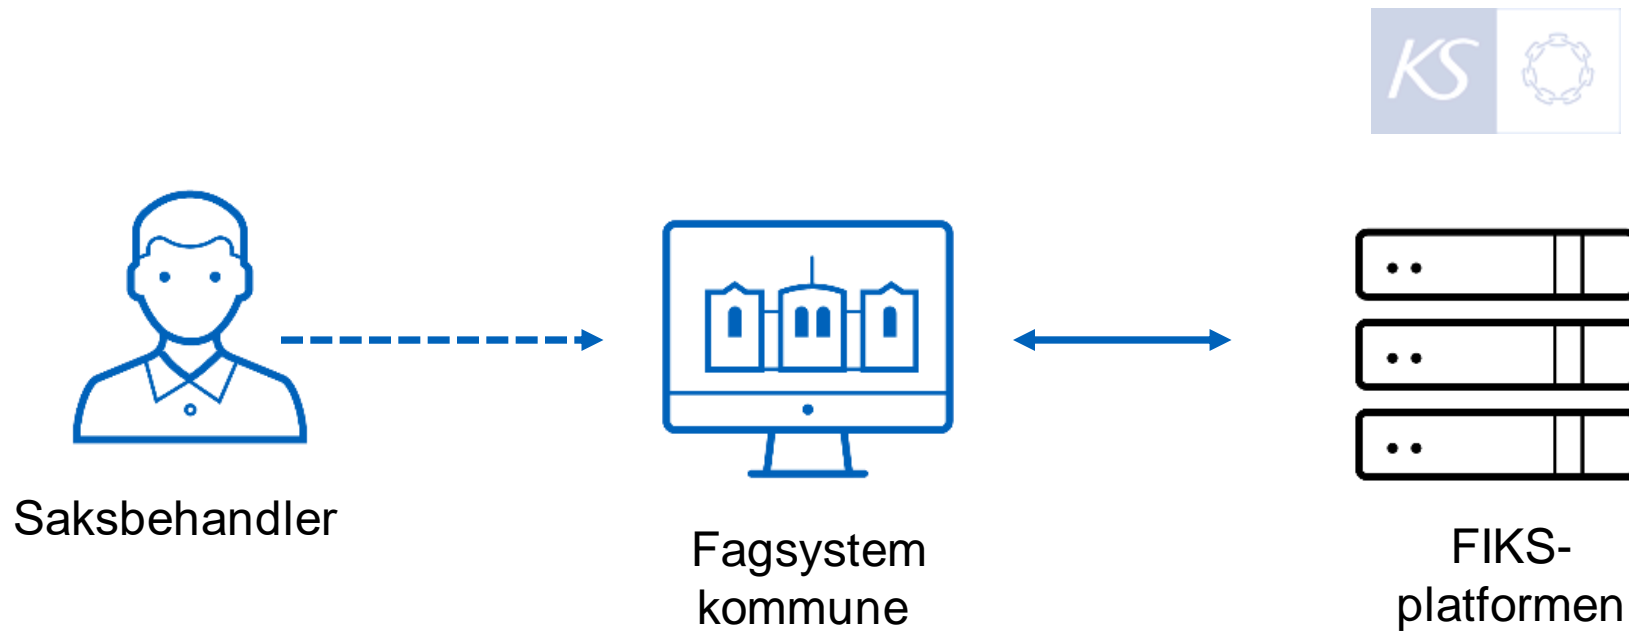 KS
Saksbehandler
Fagsystem
kommune
FIKS-
platformen